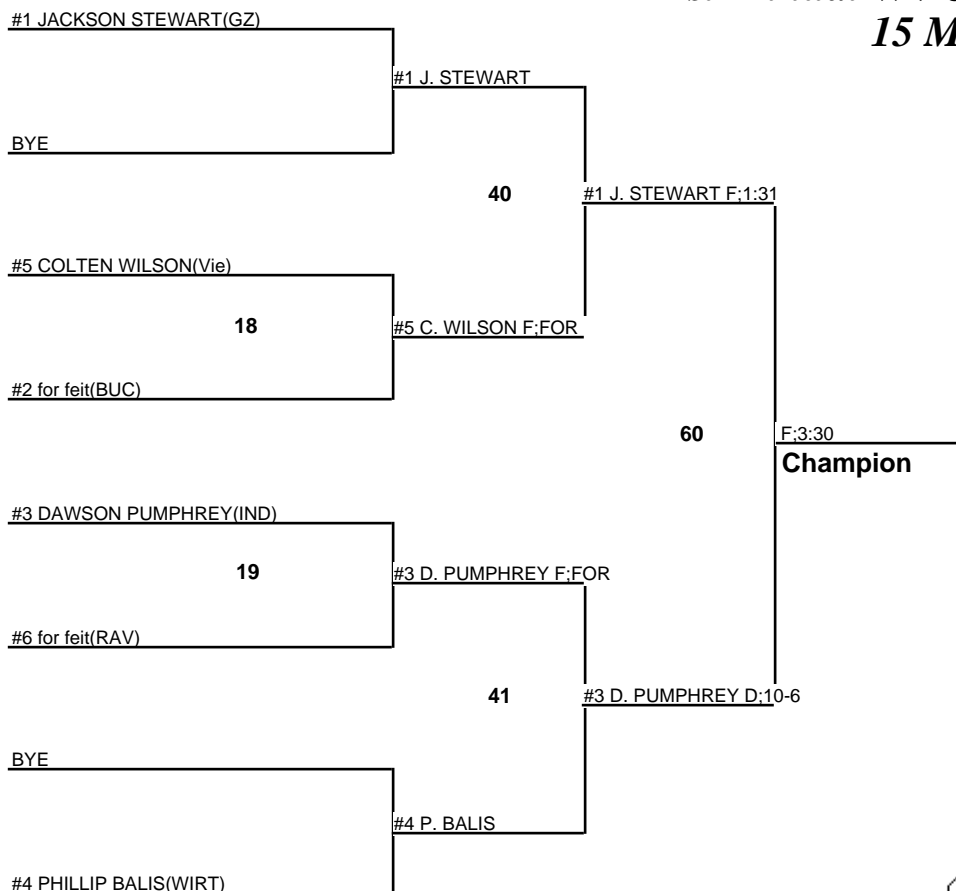 #1 JACKSON STEWART(GZ)
15 M
#1 J. STEWART
BYE
40
#1 J. STEWART F;1:31
#5 COLTEN WILSON(Vie)
18
#5 C. WILSON F;FOR
#2 for feit(BUC)
60
F;3:30
Champion
#3 DAWSON PUMPHREY(IND)
19
#3 D. PUMPHREY F;FOR
#6 for feit(RAV)
41
#3 D. PUMPHREY D;10-6
BYE
#4 P. BALIS
#4 PHILLIP BALIS(WIRT)